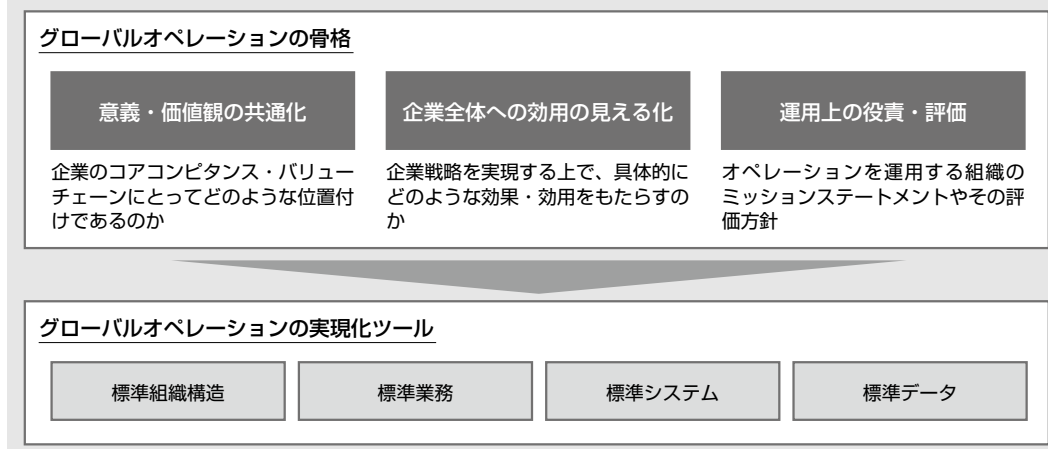 グローバルオペレーションの骨格
意義・価値観の共通化
企業のコアコンピタンス・バリュー
チェーンにとってどのような位置付
けであるのか
企業全体への効用の見える化
企業戦略を実現する上で、具体的に
どのような効果・効用をもたらすの
か
運用上の役責・評価
オペレーションを運用する組織の
ミッションステートメントやその評
価方針
グローバルオペレーションの実現化ツール
標準組織構造
標準業務
標準システム
標準データ